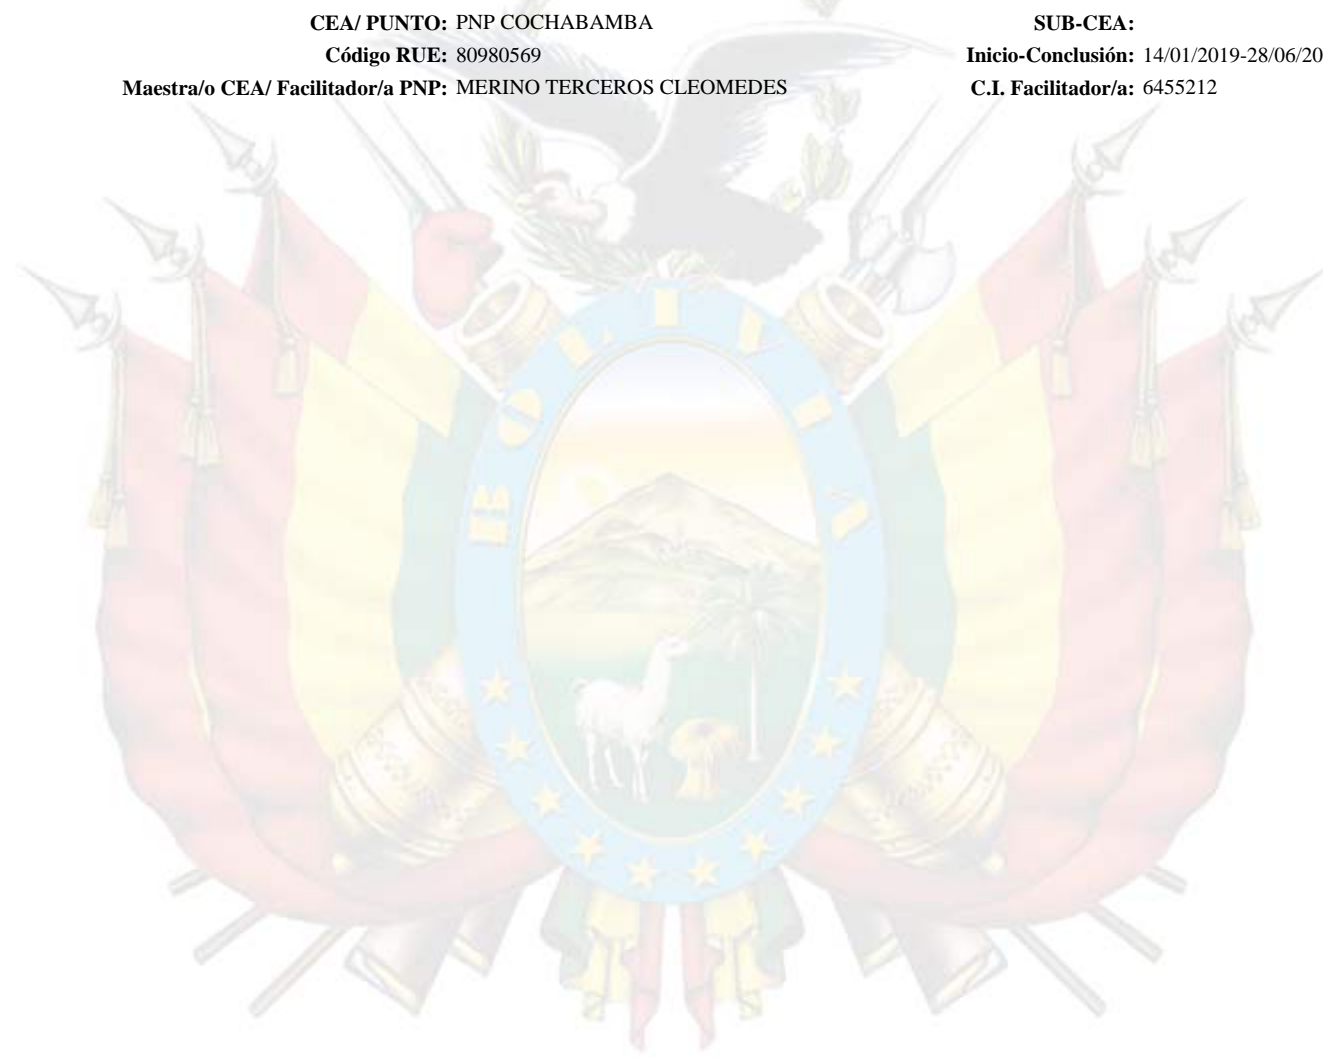 CEA/ PUNTO: PNP COCHABAMBA SUB-CEA:
Código RUE: 80980569 Inicio-Conclusión: 14/01/2019-28/06/20
Maestra/o CEA/ Facilitador/a PNP: MERINO TERCEROS CLEOMEDES C.I. Facilitador/a: 6455212
BOLIVIA